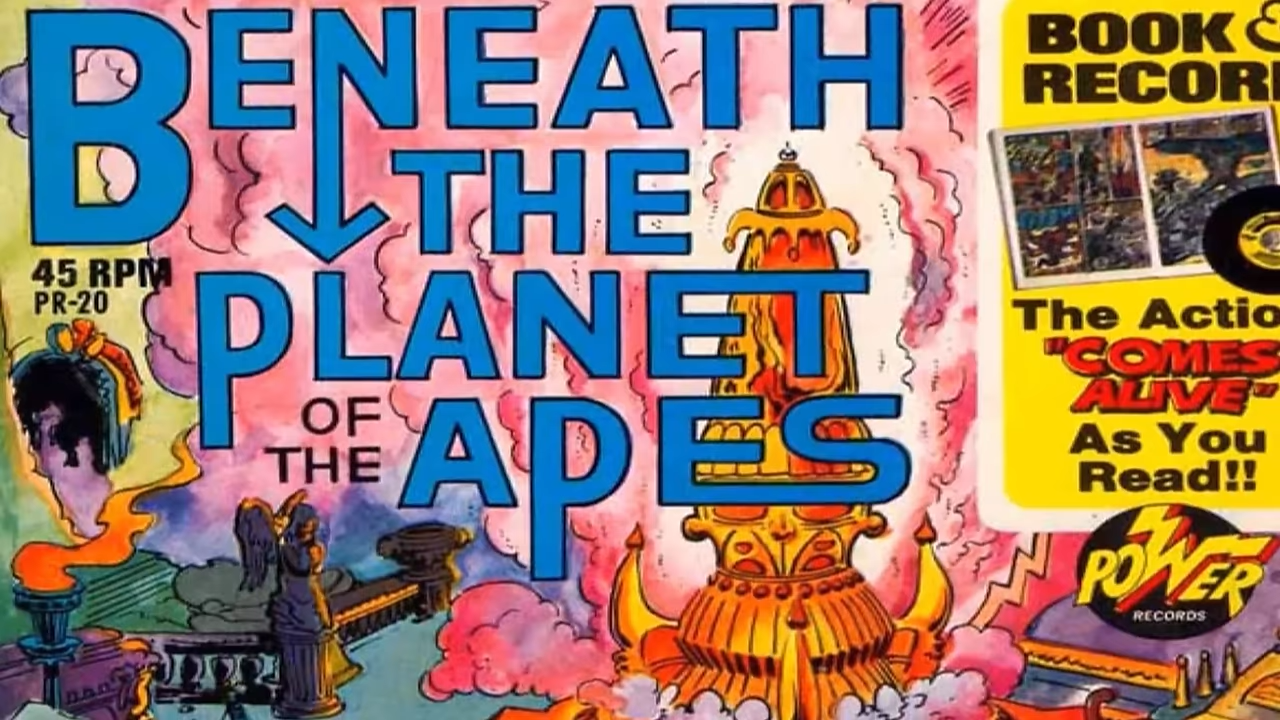 BENEATH
THE
PLANET
OF
THE
APES
45 RPM
PR-20
BOOK &
RECOR
The Actio
"COMES
ALIVE"
As You
Read!!
POWER
RECORDS